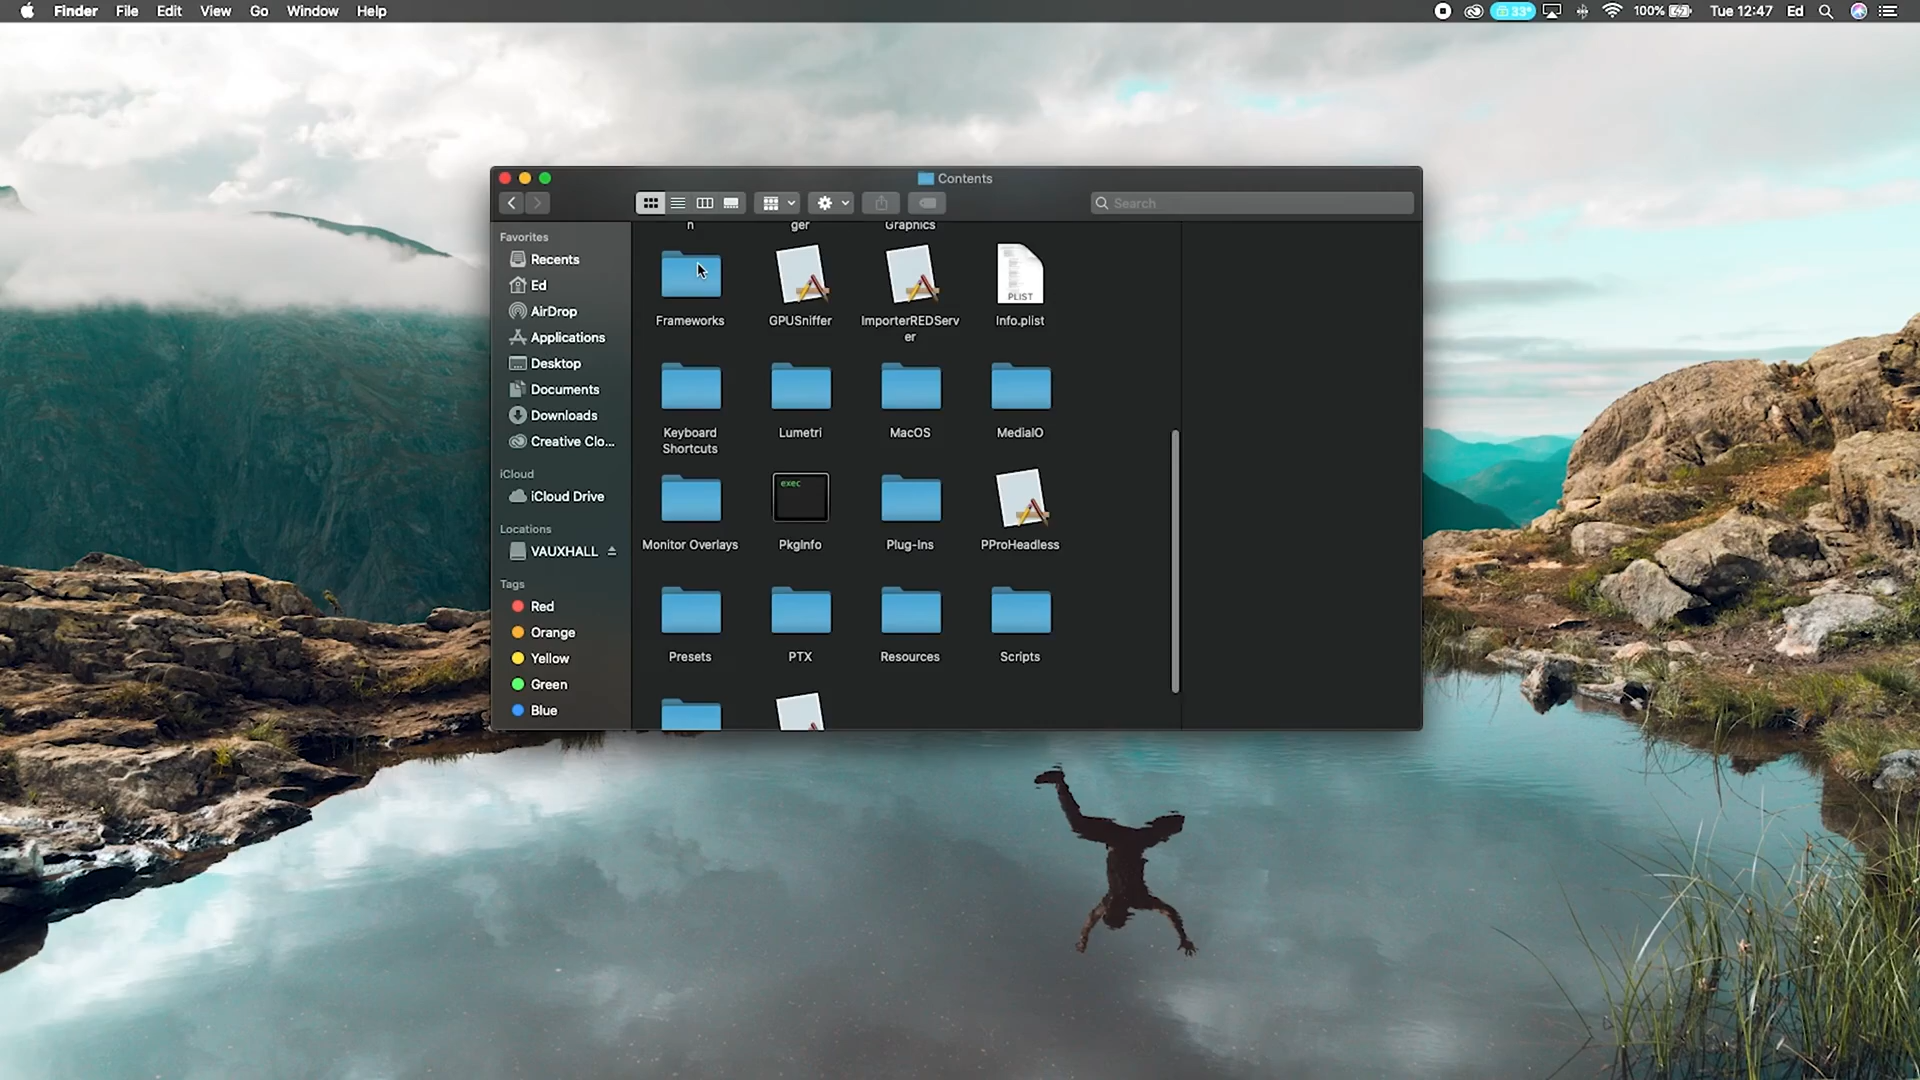 Finder File Edit View Go Window Help
33° 100% Tue 12:47 Ed
Contents
Search
Favorites
Recents
Ed
AirDrop
Applications
Desktop
Documents
Downloads
Creative Clo...
iCloud
iCloud Drive
Locations
VAUXHALL
Tags
Red
Orange
Yellow
Green
Blue
n ger Graphics
PLIST
Frameworks GPUSniffer ImporterREDServ Info.plist
er
Keyboard Lumetri MacOS MediaIO
Shortcuts
exec
Monitor Overlays PkgInfo Plug-Ins PProHeadless
Presets PTX Resources Scripts